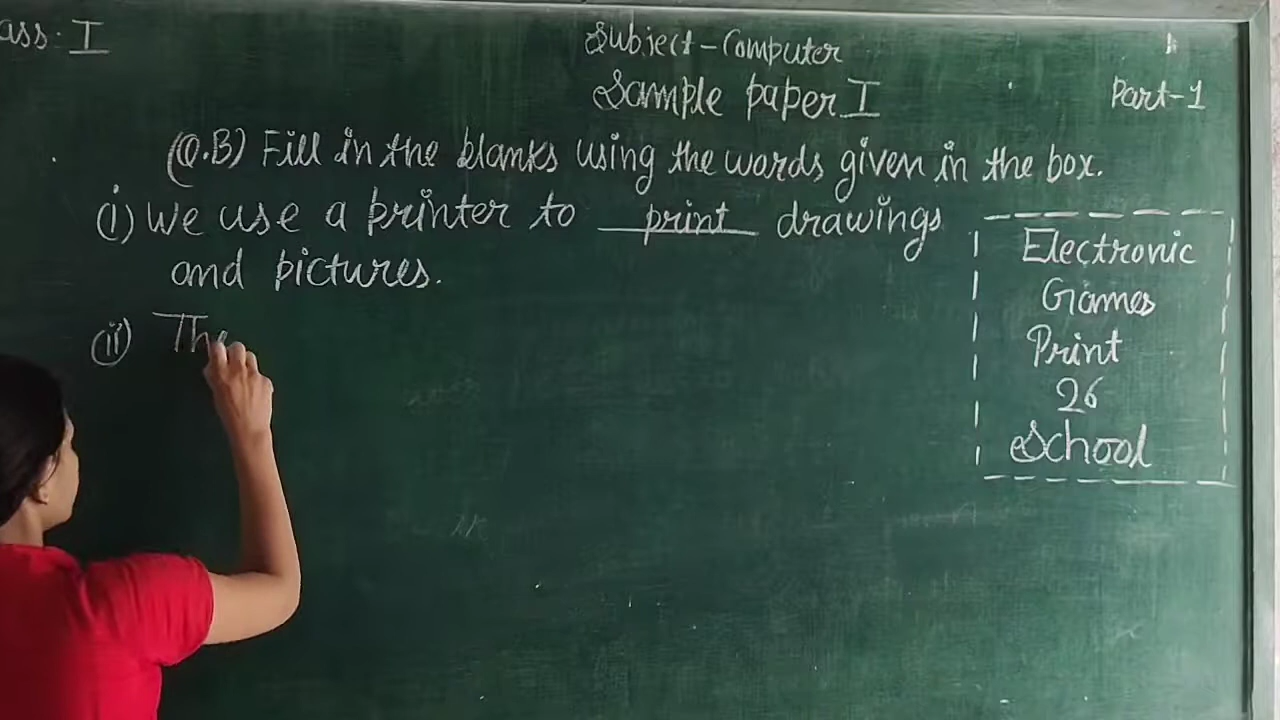 ass: I
Subject-Computer
Sample paper I
Part-1
(Q.B) Fill in the blanks using the words given in the box.
(i) We use a printer to print drawings
and pictures.
(ii) The
Electronic
Games
Print
26
School